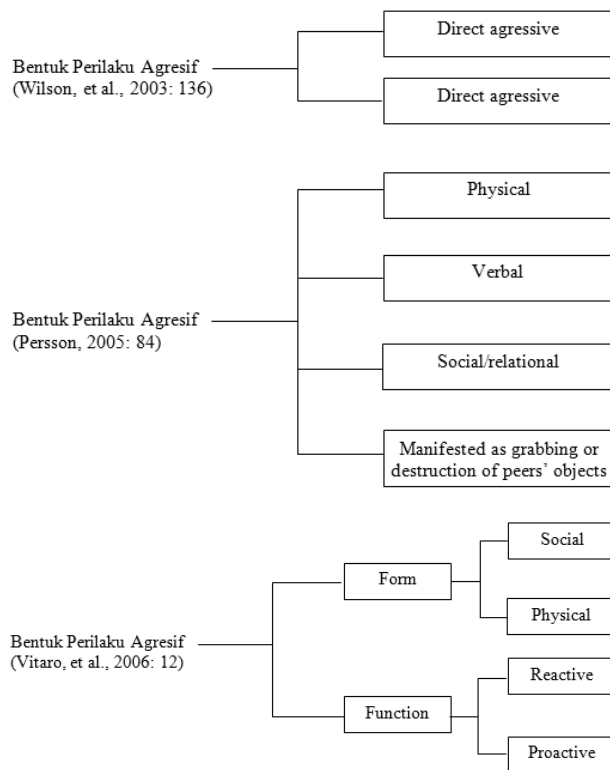 Direct agressive
Bentuk Perilaku Agresif
(Wilson, et al., 2003: 136)
Direct agressive
Physical
Verbal
Bentuk Perilaku Agresif
(Persson, 2005: 84)
Social/relational
Manifested as grabbing or
destruction of peers’ objects
Social
Form
Physical
Bentuk Perilaku Agresif
(Vitaro, et al., 2006: 12)
Reactive
Function
Proactive